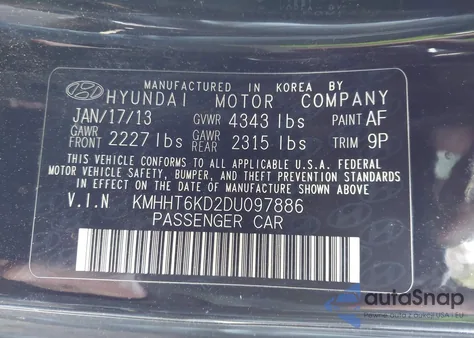 MANUFACTURED IN KOREA BY
HYUNDAI MOTOR COMPANY
JAN/17/13 GVWR 4343 lbs PAINT AF
GAWR FRONT 2227 lbs GAWR REAR 2315 lbs TRIM 9P
THIS VEHICLE CONFORMS TO ALL APPLICABLE U.S.A. FEDERAL
MOTOR VEHICLE SAFETY, BUMPER, AND THEFT PREVENTION STANDARDS
IN EFFECT ON THE DATE OF MANUFACTURE SHOWN ABOVE.
V.I.N KMHHT6KD2DU097886
PASSENGER CAR
autoSnap